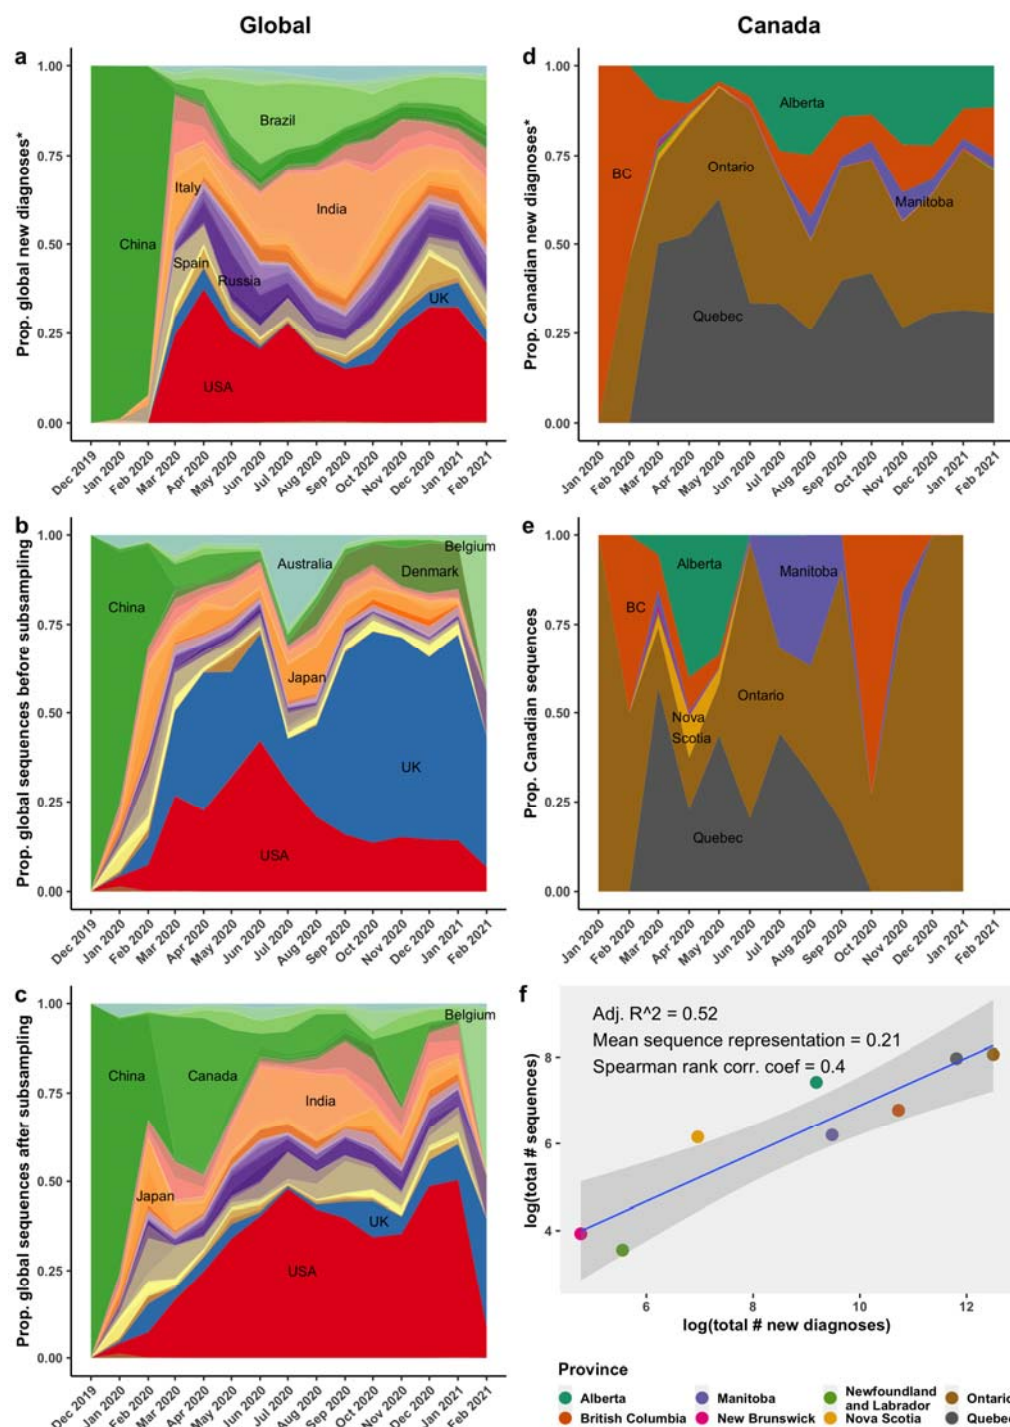 Global
Canada
a
Prop. global new diagnoses*
1.00
0.75
0.50
0.25
0.00
China
Italy
Spain
Brazil
India
Russia
UK
USA
Dec 2019
Jan 2020
Feb 2020
Mar 2020
Apr 2020
May 2020
Jun 2020
Jul 2020
Aug 2020
Sep 2020
Oct 2020
Nov 2020
Dec 2020
Jan 2021
Feb 2021
d
Prop. Canadian new diagnoses*
1.00
0.75
0.50
0.25
0.00
Alberta
BC
Ontario
Manitoba
Quebec
Jan 2020
Feb 2020
Mar 2020
Apr 2020
May 2020
Jun 2020
Jul 2020
Aug 2020
Sep 2020
Oct 2020
Nov 2020
Dec 2020
Jan 2021
Feb 2021
b
Prop. global sequences before subsampling
1.00
0.75
0.50
0.25
0.00
Belgium
Australia
Denmark
China
Japan
UK
USA
Dec 2019
Jan 2020
Feb 2020
Mar 2020
Apr 2020
May 2020
Jun 2020
Jul 2020
Aug 2020
Sep 2020
Oct 2020
Nov 2020
Dec 2020
Jan 2021
Feb 2021
e
Prop. Canadian sequences
1.00
0.75
0.50
0.25
0.00
Alberta
Manitoba
BC
Ontario
Nova
Scotia
Quebec
Jan 2020
Feb 2020
Mar 2020
Apr 2020
May 2020
Jun 2020
Jul 2020
Aug 2020
Sep 2020
Oct 2020
Nov 2020
Dec 2020
Jan 2021
Feb 2021
c
Prop. global sequences after subsampling
1.00
0.75
0.50
0.25
0.00
Belgium
China
Canada
India
Japan
UK
USA
Dec 2019
Jan 2020
Feb 2020
Mar 2020
Apr 2020
May 2020
Jun 2020
Jul 2020
Aug 2020
Sep 2020
Oct 2020
Nov 2020
Dec 2020
Jan 2021
Feb 2021
f
Adj. R^2 = 0.52
Mean sequence representation = 0.21
Spearman rank corr. coef = 0.4
log(total # sequences)
8
6
4
6
8
10
12
log(total # new diagnoses)
Province
Alberta
British Columbia
Manitoba
New Brunswick
Newfoundland
and Labrador
Nova Scotia
Ontario
Quebec